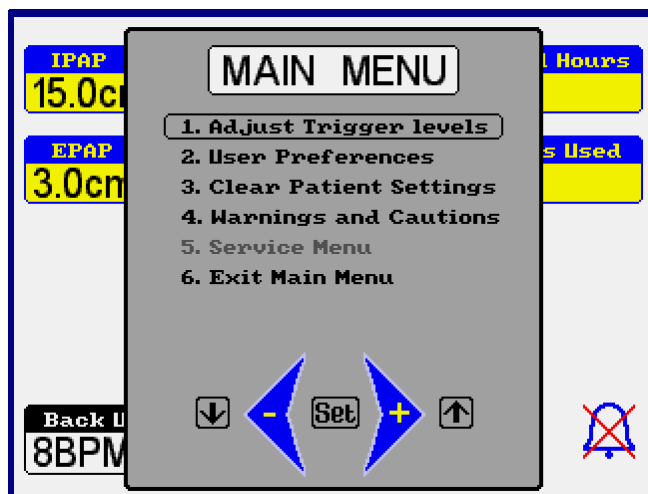 MAIN MENU
IPAP
Hours
15.0c
1. Adjust Trigger levels
EPAP
s Used
2. User Preferences
3.0cm
3. Clear Patient Settings
4. Warnings and Cautions
5. Service Menu
6. Exit Main Menu
- Set +
Back U
8BPM